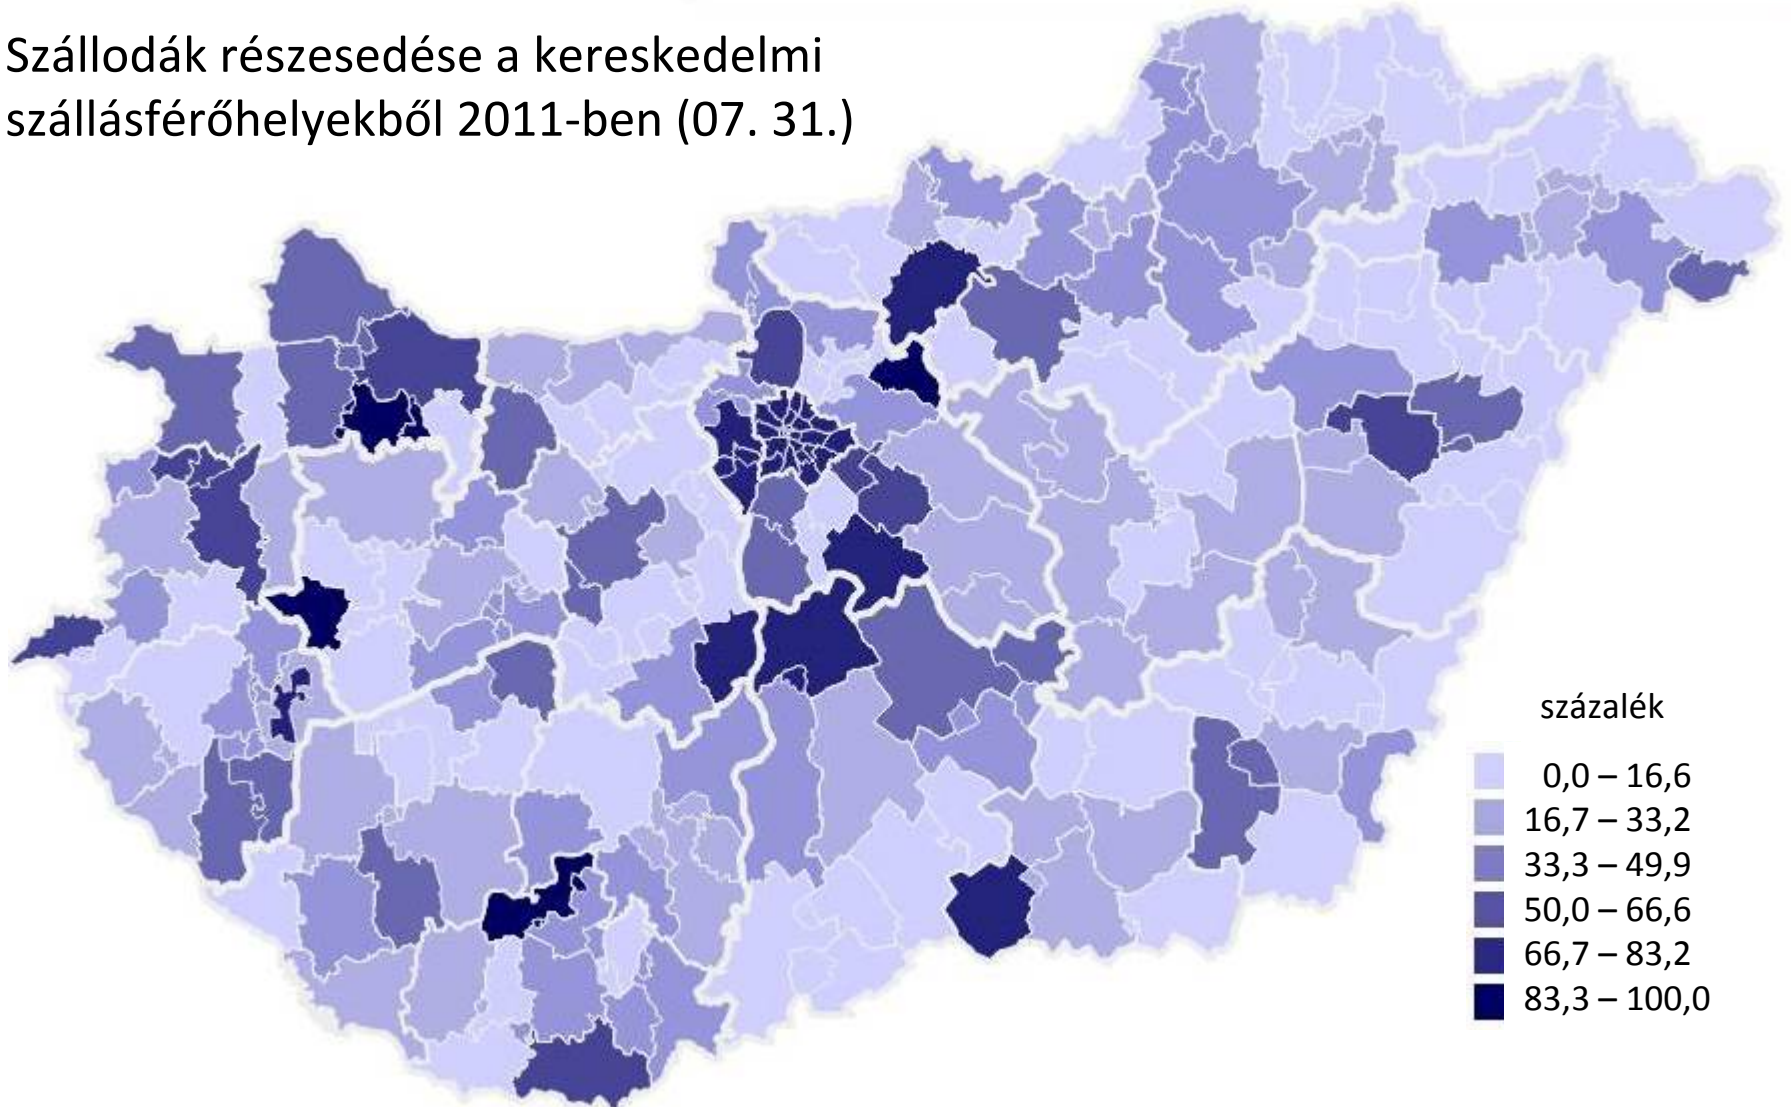 Szállodák részesedése a kereskedelmi
szállásférőhelyekből 2011-ben (07. 31.)
százalék
0,0 – 16,6
16,7 – 33,2
33,3 – 49,9
50,0 – 66,6
66,7 – 83,2
83,3 – 100,0